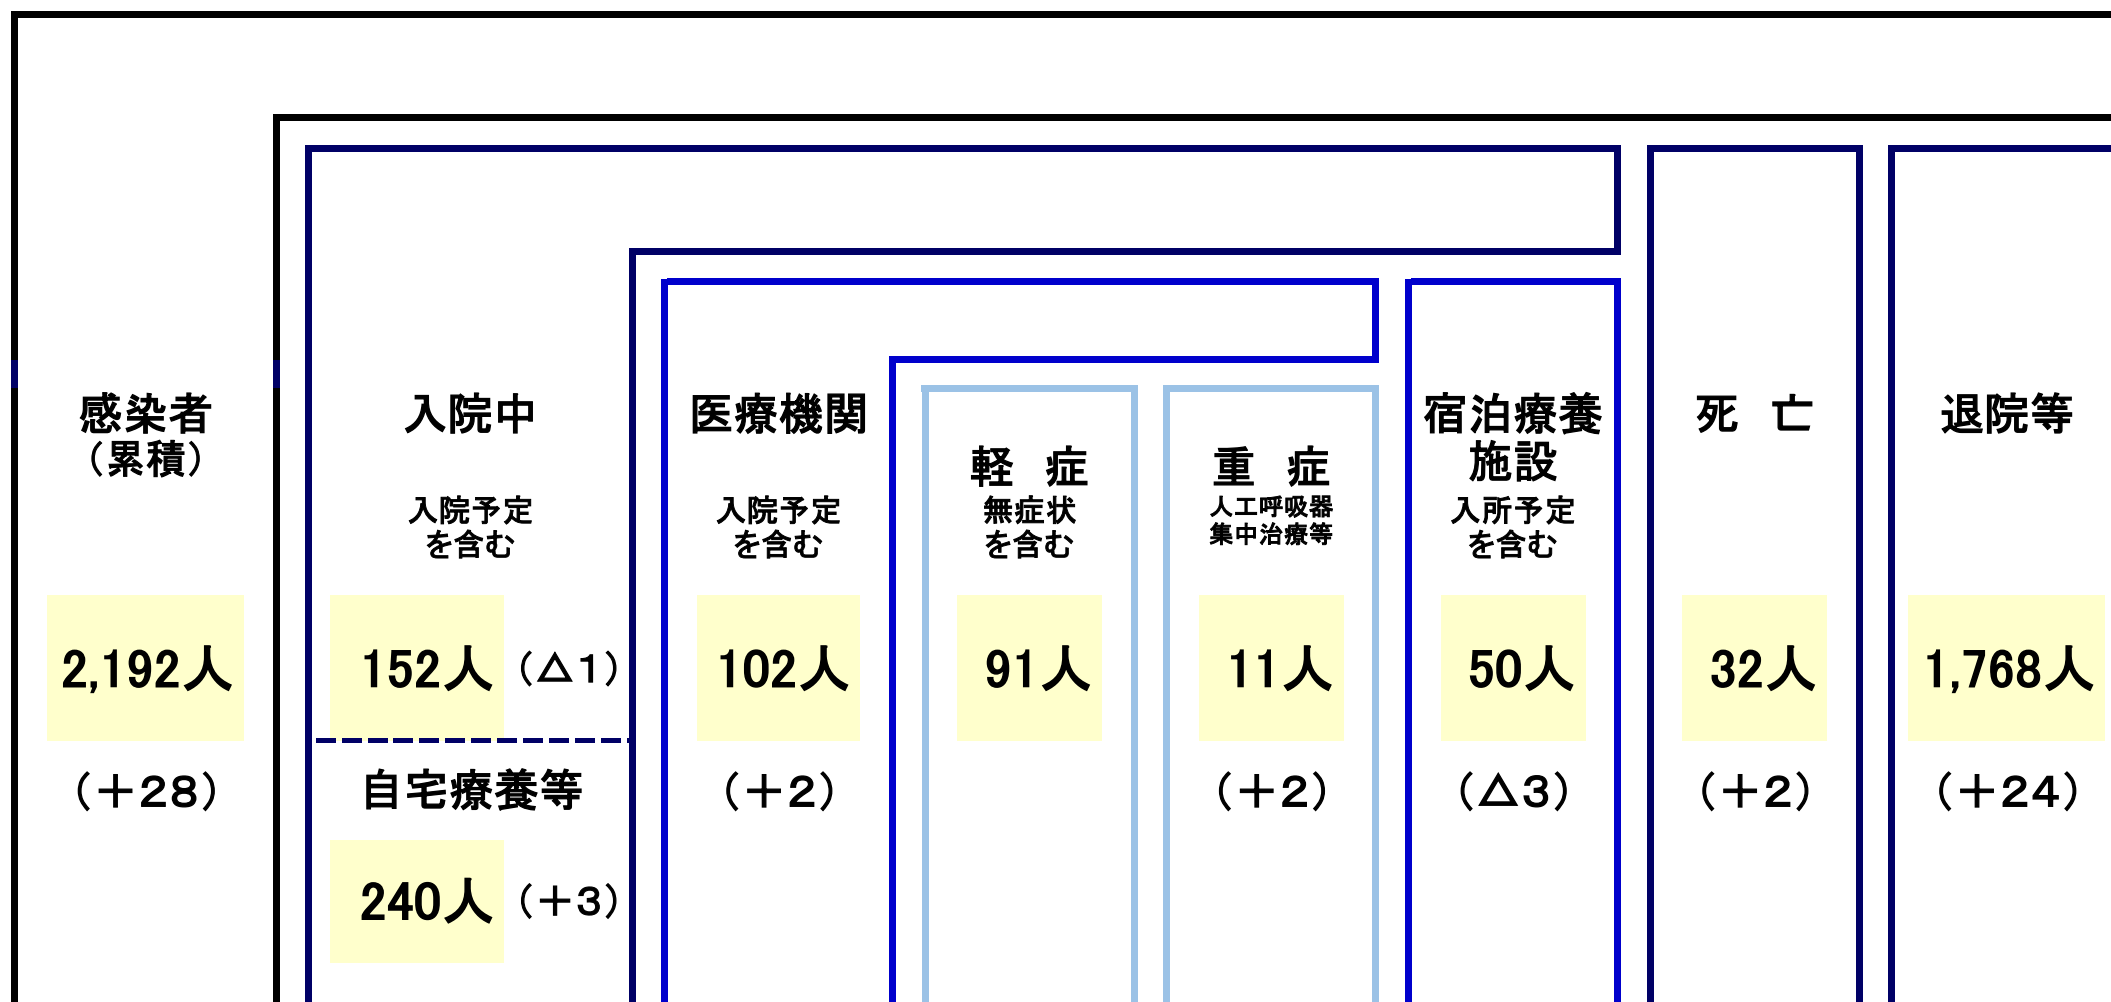 感染者
（累積）
2,192人
（＋28）
入院中
入院予定
を含む
152人（△1）
自宅療養等
240人（＋3）
医療機関
入院予定
を含む
102人
（＋2）
軽　症
無症状
を含む
91人
重　症
人工呼吸器
集中治療等
11人
（＋2）
宿泊療養
施設
入所予定
を含む
50人
（△3）
死　亡
32人
（＋2）
退院等
1,768人
（＋24）